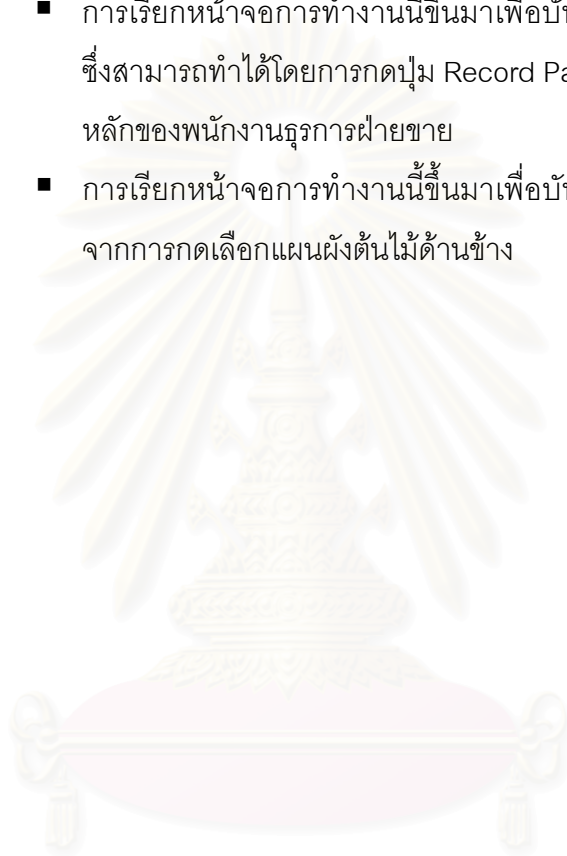 การเรียกหน้าจอการทำงานนี้ขึ้นมาเพื่อบัน
ซึ่งสามารถทำได้โดยการกดปุ่ม Record Pa
หลักของพนักงานธุรการฝ่ายขาย
การเรียกหน้าจอการทำงานนี้ขึ้นมาเพื่อบัน
จากการกดเลือกแผนผังต้นไม้ด้านข้าง